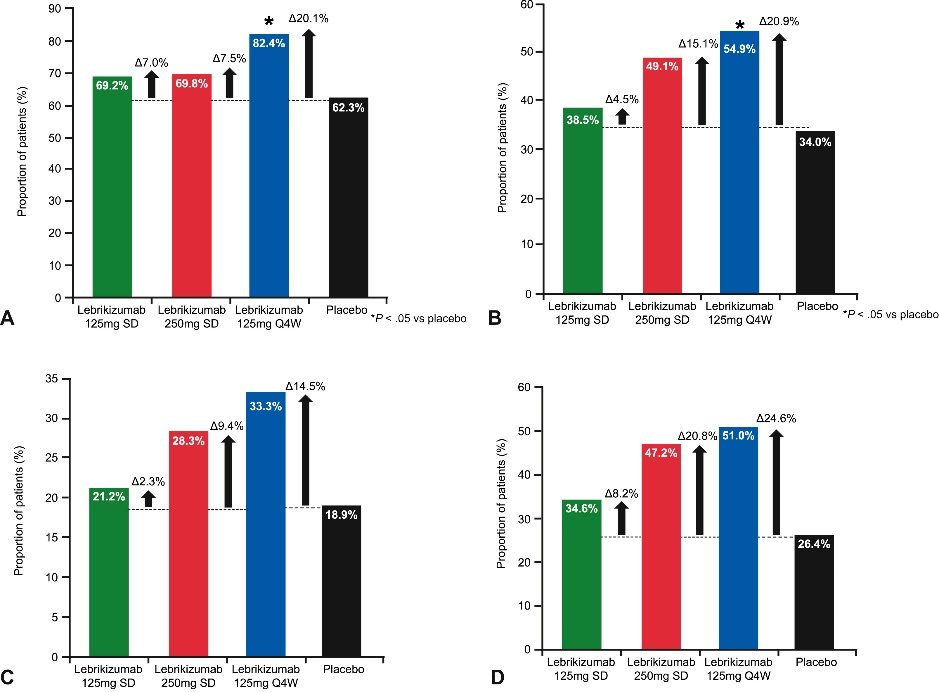 Proportion of patients (%)
90
80
70
60
50
40
30
20
10
0
69.2%
Δ7.0%
69.8%
Δ7.5%
*
82.4%
Δ20.1%
62.3%
Lebrikizumab
125mg SD
Lebrikizumab
250mg SD
Lebrikizumab
125mg Q4W
Placebo
*P < .05 vs placebo
A
Proportion of patients (%)
60
50
40
30
20
10
0
38.5%
Δ4.5%
49.1%
Δ15.1%
*
54.9%
Δ20.9%
34.0%
Lebrikizumab
125mg SD
Lebrikizumab
250mg SD
Lebrikizumab
125mg Q4W
Placebo
*P < .05 vs placebo
B
Proportion of patients (%)
35
30
25
20
15
10
5
0
21.2%
Δ2.3%
28.3%
Δ9.4%
33.3%
Δ14.5%
18.9%
Lebrikizumab
125mg SD
Lebrikizumab
250mg SD
Lebrikizumab
125mg Q4W
Placebo
C
Proportion of patients (%)
60
50
40
30
20
10
0
34.6%
Δ8.2%
47.2%
Δ20.8%
51.0%
Δ24.6%
26.4%
Lebrikizumab
125mg SD
Lebrikizumab
250mg SD
Lebrikizumab
125mg Q4W
Placebo
D